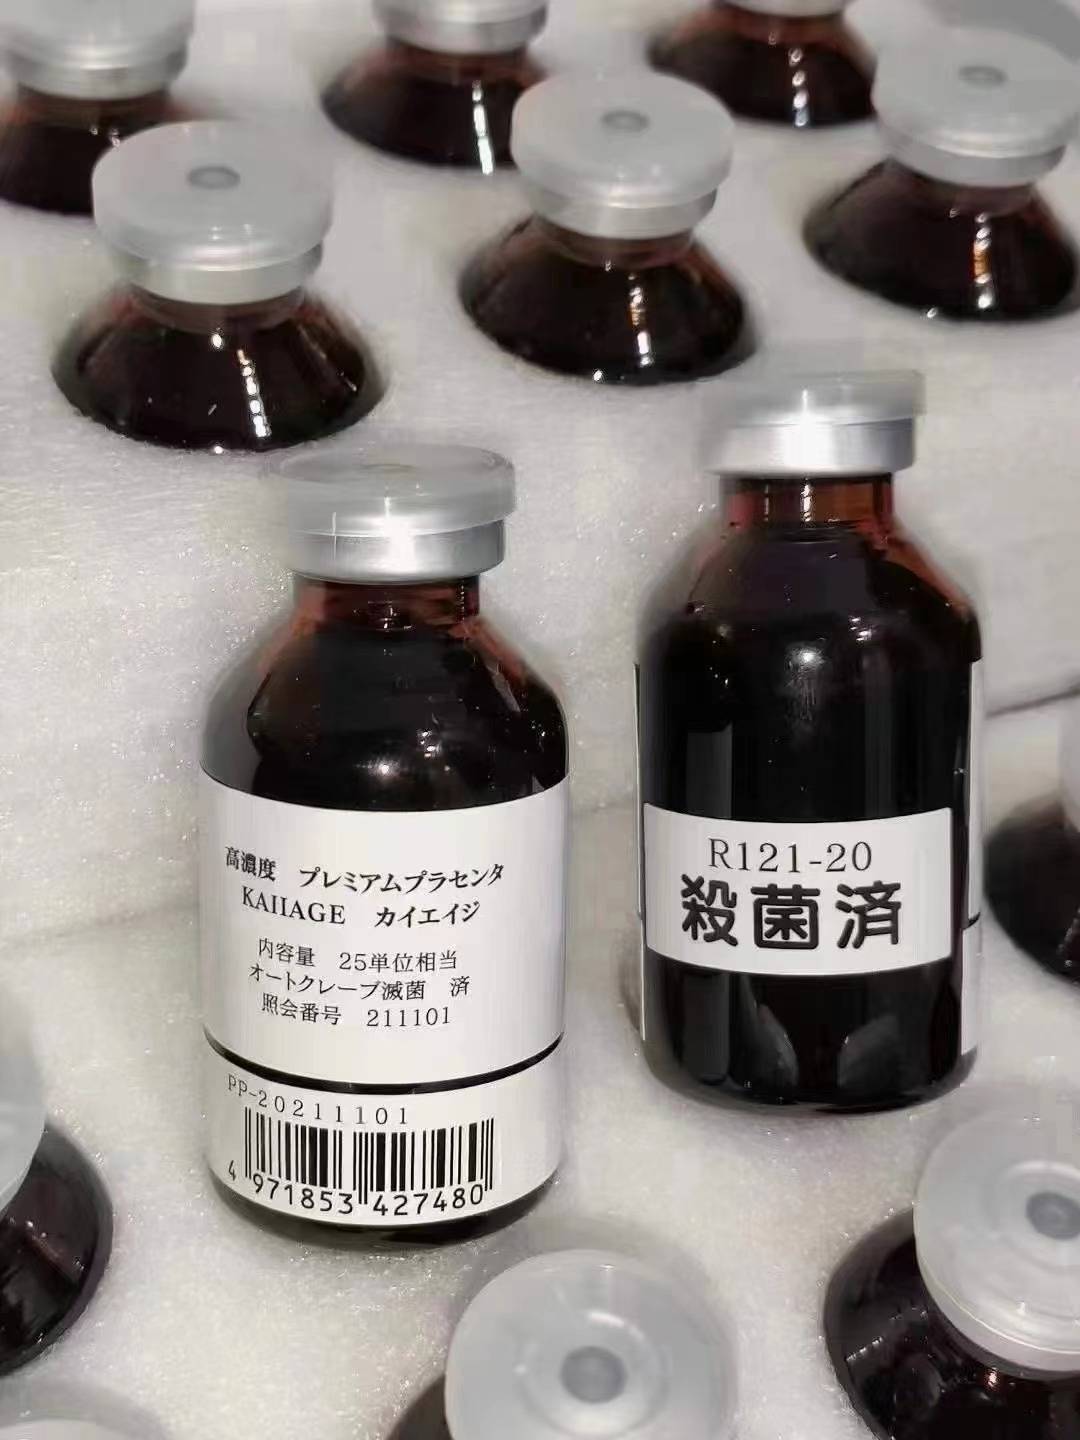 高濃度　プレミアムプラセンタ
KAIIAGE　カイエイジ
内容量　25単位相当
オートクレーブ滅菌　済
照会番号　211101
PP-20211101
4 971853 427480
R121-20
殺菌済